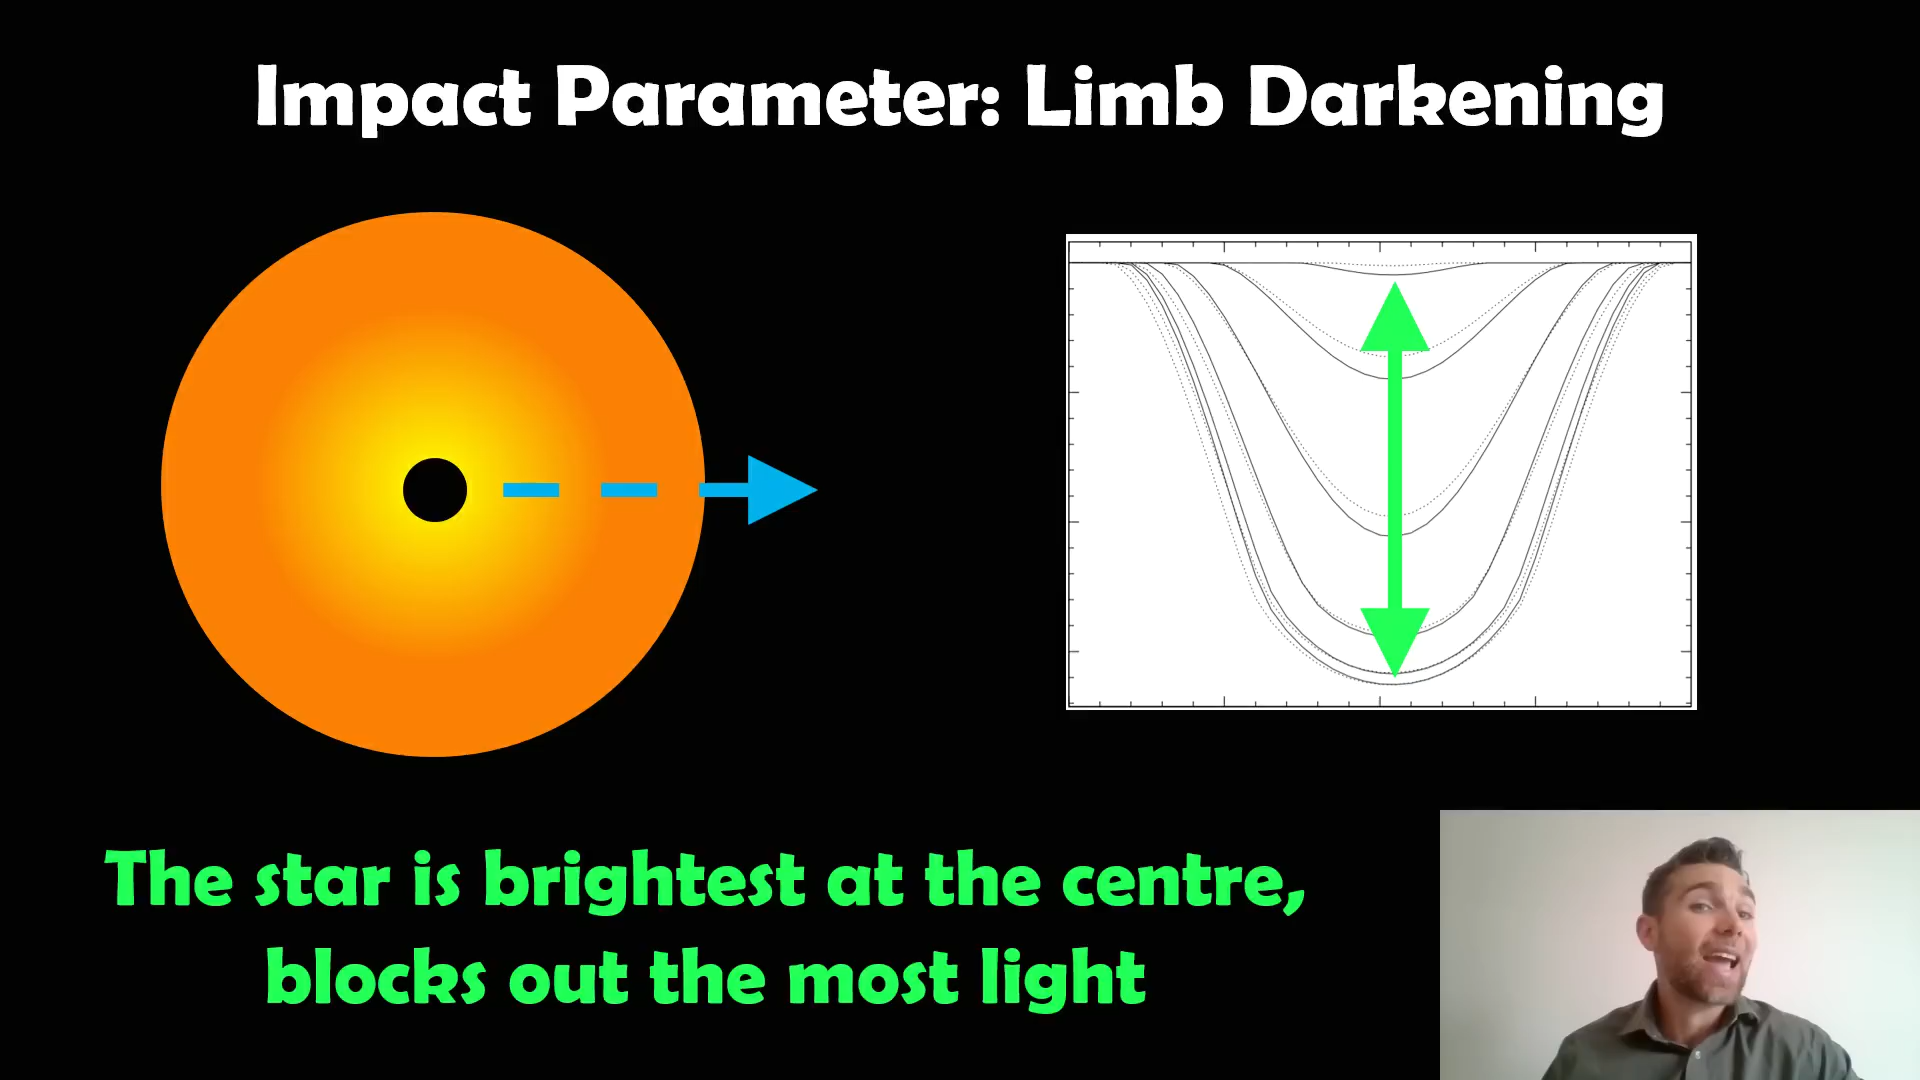 Impact Parameter: Limb Darkening
The star is brightest at the centre,
blocks out the most light